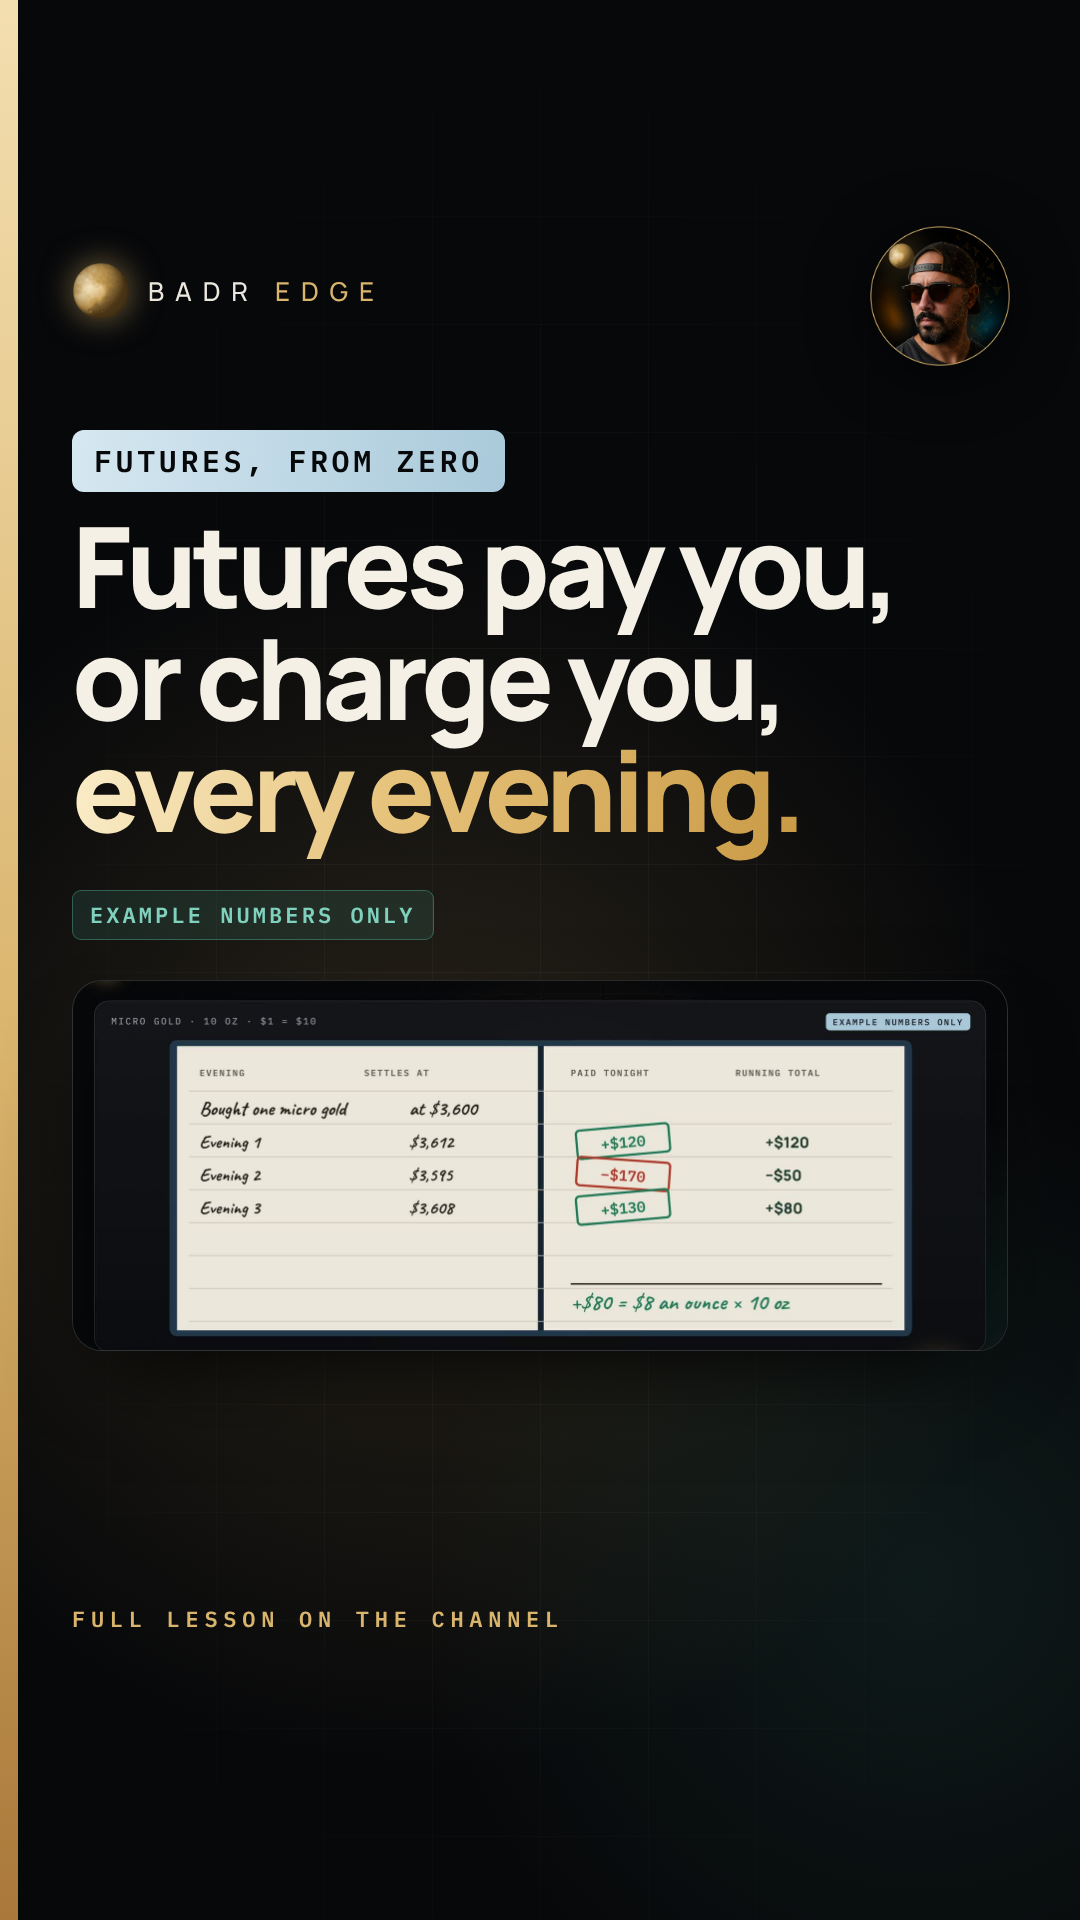 BADR EDGE
FUTURES, FROM ZERO
Futures pay you,
or charge you,
every evening.
EXAMPLE NUMBERS ONLY
MICRO GOLD · 10 OZ · $1 = $10
EXAMPLE NUMBERS ONLY
EVENING SETTLES AT PAID TONIGHT RUNNING TOTAL
Bought one micro gold at $3,600
Evening 1 $3,612 +$120 +$120
Evening 2 $3,595 −$170 −$50
Evening 3 $3,608 +$130 +$80
+$80 = $8 an ounce × 10 oz
FULL LESSON ON THE CHANNEL